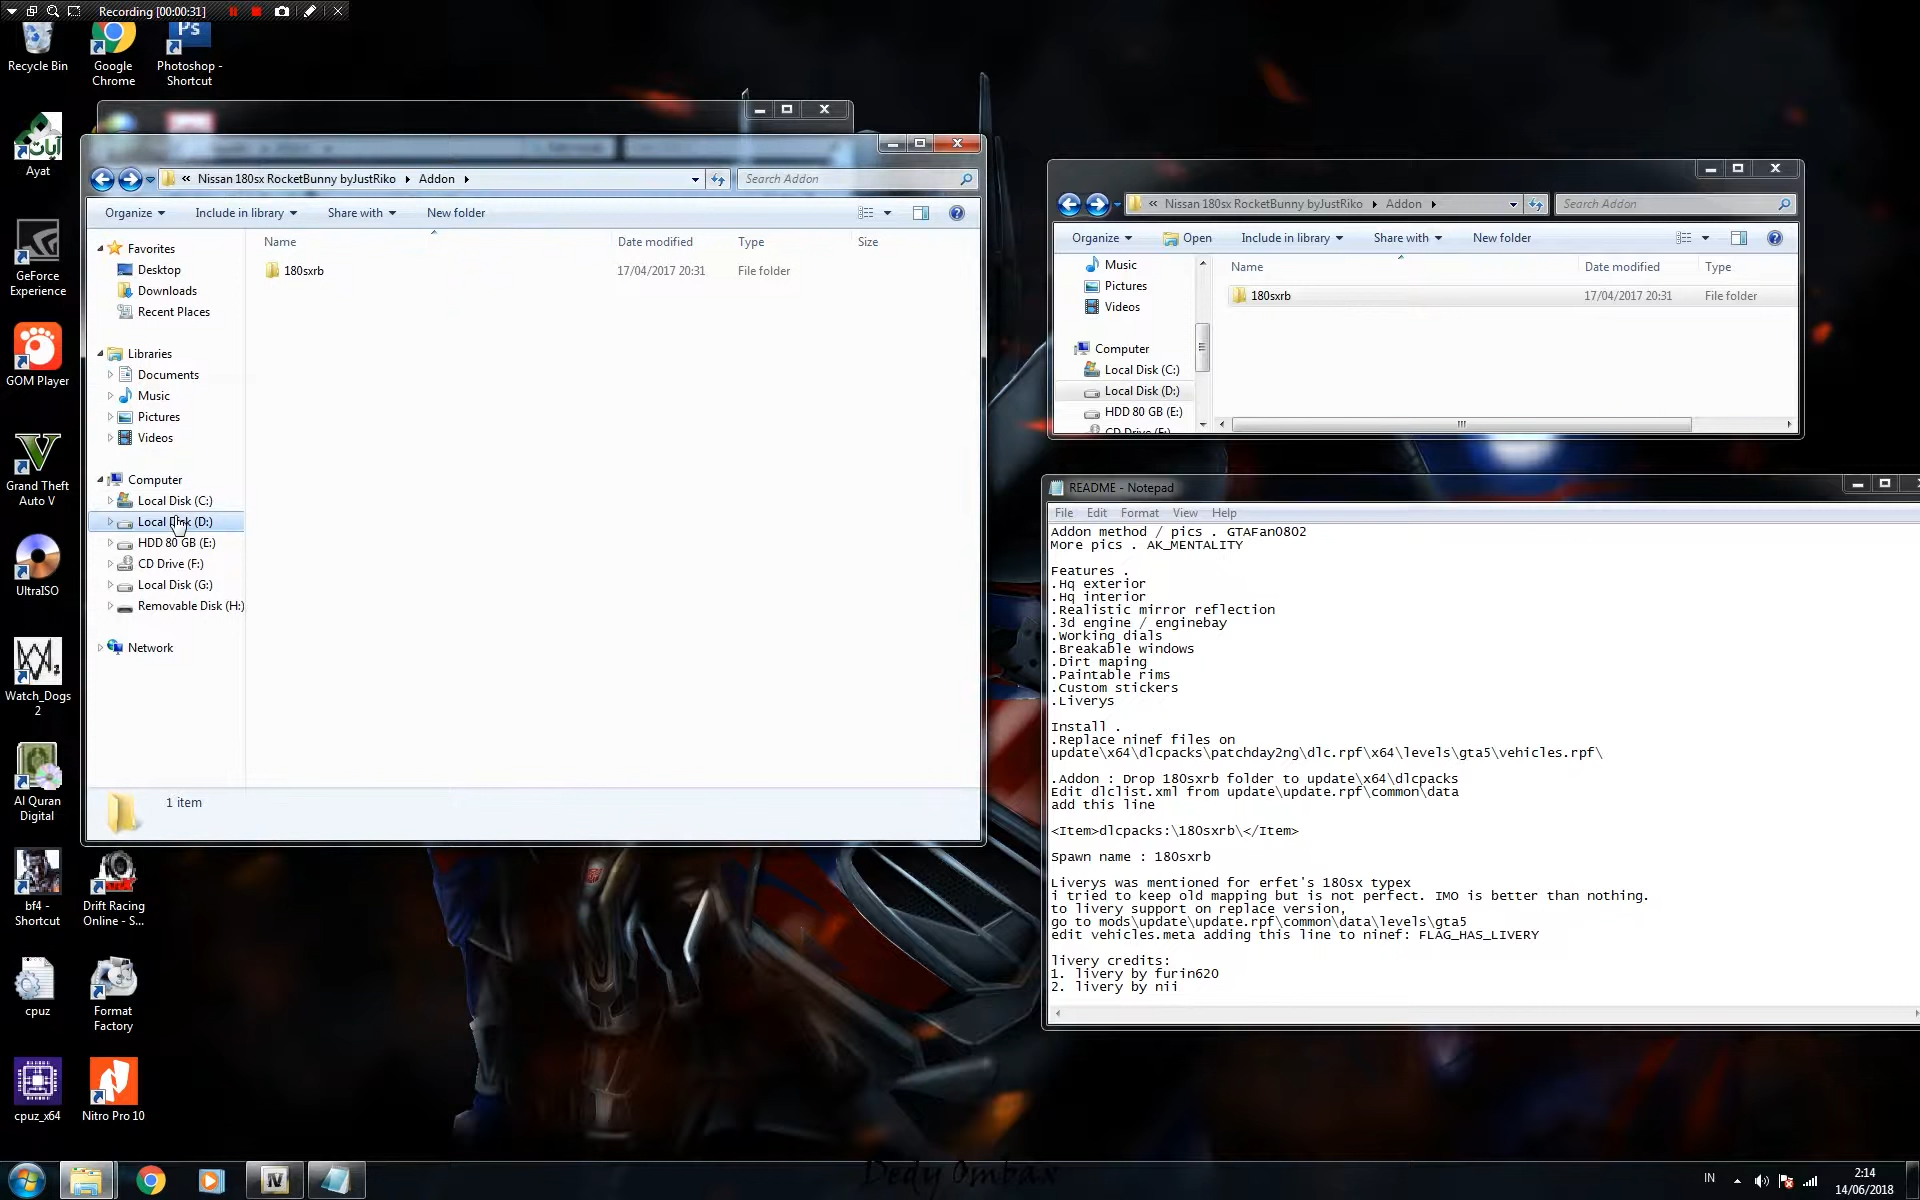 Recording [00:00:31]
Recycle Bin
Google Chrome
Photoshop - Shortcut
Ayat
GeForce Experience
GOM Player
Grand Theft Auto V
UltraISO
Watch_Dogs 2
Al Quran Digital
bf4 - Shortcut
Drift Racing Online - S...
cpuz
Format Factory
cpuz_x64
Nitro Pro 10
« Nissan 180sx RocketBunny byJustRiko Addon
Search Addon
Organize Include in library Share with New folder
Name Date modified Type Size
180sxrb 17/04/2017 20:31 File folder
Favorites
Desktop
Downloads
Recent Places
Libraries
Documents
Music
Pictures
Videos
Computer
Local Disk (C:)
Local Disk (D:)
HDD 80 GB (E:)
CD Drive (F:)
Local Disk (G:)
Removable Disk (H:)
Network
1 item
« Nissan 180sx RocketBunny byJustRiko Addon
Search Addon
Organize Open Include in library Share with New folder
Name Date modified Type
180sxrb 17/04/2017 20:31 File folder
Music
Pictures
Videos
Computer
Local Disk (C:)
Local Disk (D:)
HDD 80 GB (E:)
CD Drive (F:)
README - Notepad
File Edit Format View Help
Addon method / pics . GTAFan0802
More pics . AK_MENTALITY
Features .
.Hq exterior
.Hq interior
.Realistic mirror reflection
.3d engine / enginebay
.Working dials
.Breakable windows
.Dirt maping
.Paintable rims
.Custom stickers
.Liverys
Install .
.Replace ninef files on
update\x64\dlcpacks\patchday2ng\dlc.rpf\x64\levels\gta5\vehicles.rpf\
.Addon : Drop 180sxrb folder to update\x64\dlcpacks
Edit dlclist.xml from update\update.rpf\common\data
add this line
<Item>dlcpacks:\180sxrb\</Item>
Spawn name : 180sxrb
Liverys was mentioned for erfet's 180sx typex
i tried to keep old mapping but is not perfect. IMO is better than nothing.
to livery support on replace version,
go to mods\update\update.rpf\common\data\levels\gta5
edit vehicles.meta adding this line to ninef: FLAG_HAS_LIVERY
livery credits:
1. livery by furin620
2. livery by nii
Dedy Ombax
IN
2:14
14/06/2018